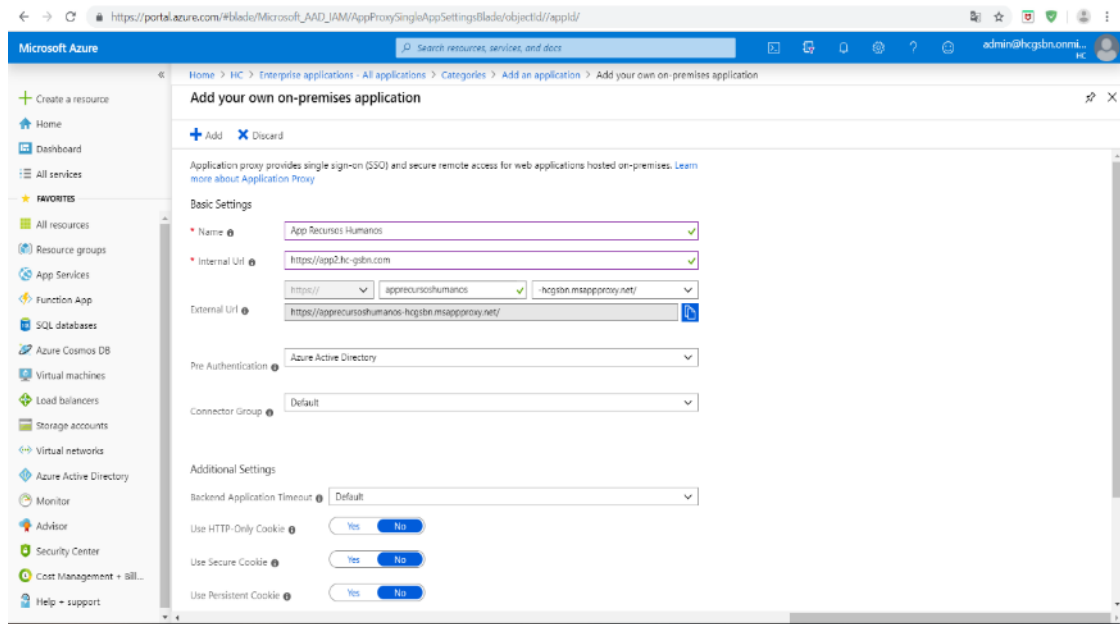 https://portal.azure.com/#blade/Microsoft_AAD_IAM/AppProxySingleAppSettingsBlade/objectId//appId/
Microsoft Azure
Search resources, services, and docs
admin@hcgsbn.onmi...
HC
Home > HC > Enterprise applications - All applications > Categories > Add an application > Add your own on-premises application
Add your own on-premises application
Create a resource
Home
Dashboard
All services
FAVORITES
All resources
Resource groups
App Services
Function App
SQL databases
Azure Cosmos DB
Virtual machines
Load balancers
Storage accounts
Virtual networks
Azure Active Directory
Monitor
Advisor
Security Center
Cost Management + Bill...
Help + support
Add Discard
Application proxy provides single sign-on (SSO) and secure remote access for web applications hosted on-premises. Learn
more about Application Proxy
Basic Settings
* Name App Recursos Humanos
* Internal Url https://app2.hc-gsbn.com
https:// apprecursoshumanos -hcgsbn.msappproxy.net/
External Url https://apprecursoshumanos-hcgsbn.msappproxy.net/
Pre Authentication Azure Active Directory
Connector Group Default
Additional Settings
Backend Application Timeout Default
Use HTTP-Only Cookie Yes No
Use Secure Cookie Yes No
Use Persistent Cookie Yes No